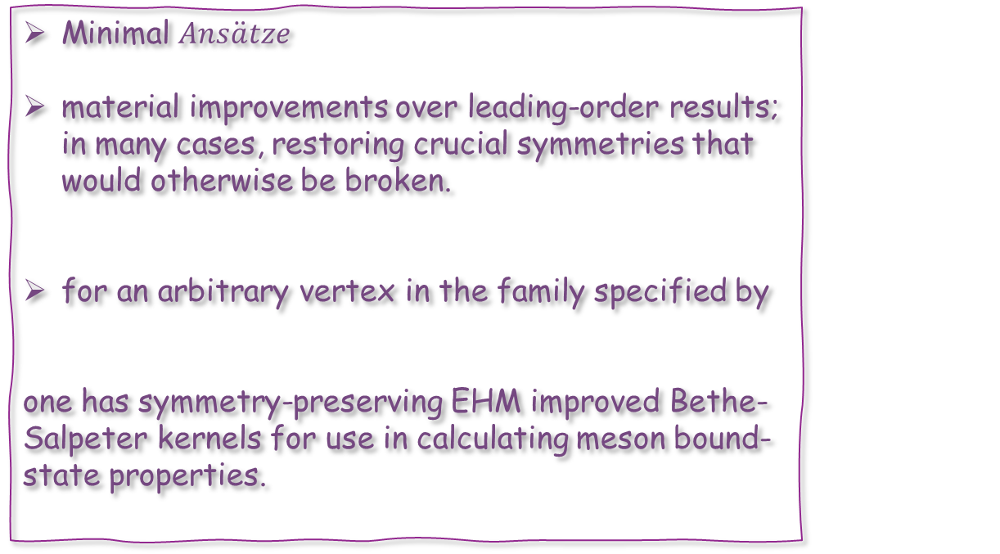 ➢ Minimal Ansätze
➢ material improvements over leading-order results;
in many cases, restoring crucial symmetries that
would otherwise be broken.
➢ for an arbitrary vertex in the family specified by
one has symmetry-preserving EHM improved Bethe-
Salpeter kernels for use in calculating meson bound-
state properties.